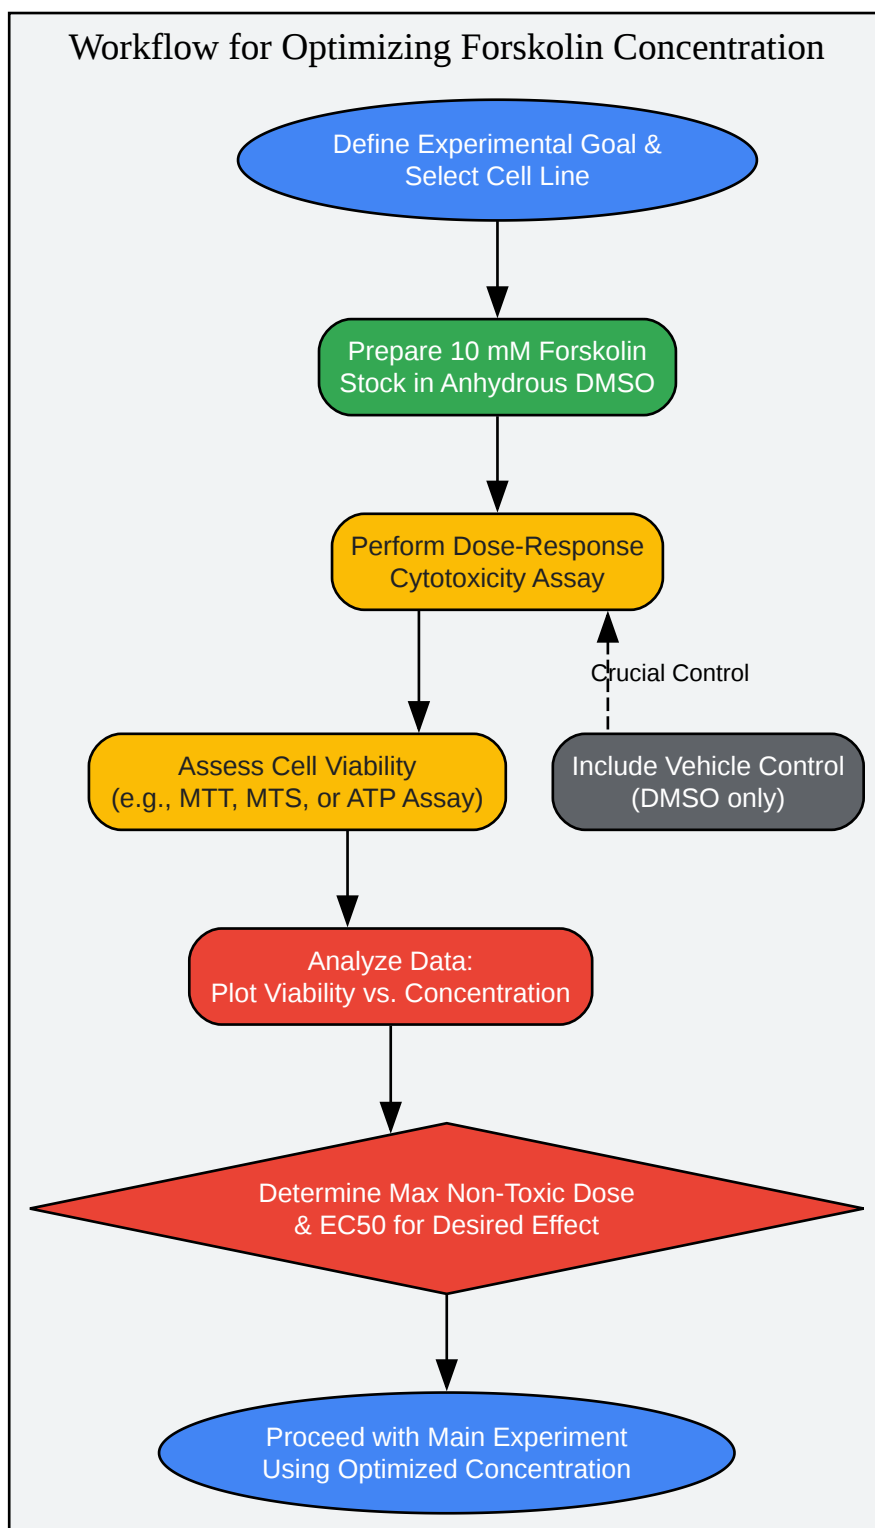 Workflow for Optimizing Forskolin Concentration
Define Experimental Goal &
Select Cell Line
Prepare 10 mM Forskolin
Stock in Anhydrous DMSO
Perform Dose-Response
Cytotoxicity Assay
Crucial Control
Assess Cell Viability
(e.g., MTT, MTS, or ATP Assay)
Include Vehicle Control
(DMSO only)
Analyze Data:
Plot Viability vs. Concentration
Determine Max Non-Toxic Dose
& EC50 for Desired Effect
Proceed with Main Experiment
Using Optimized Concentration